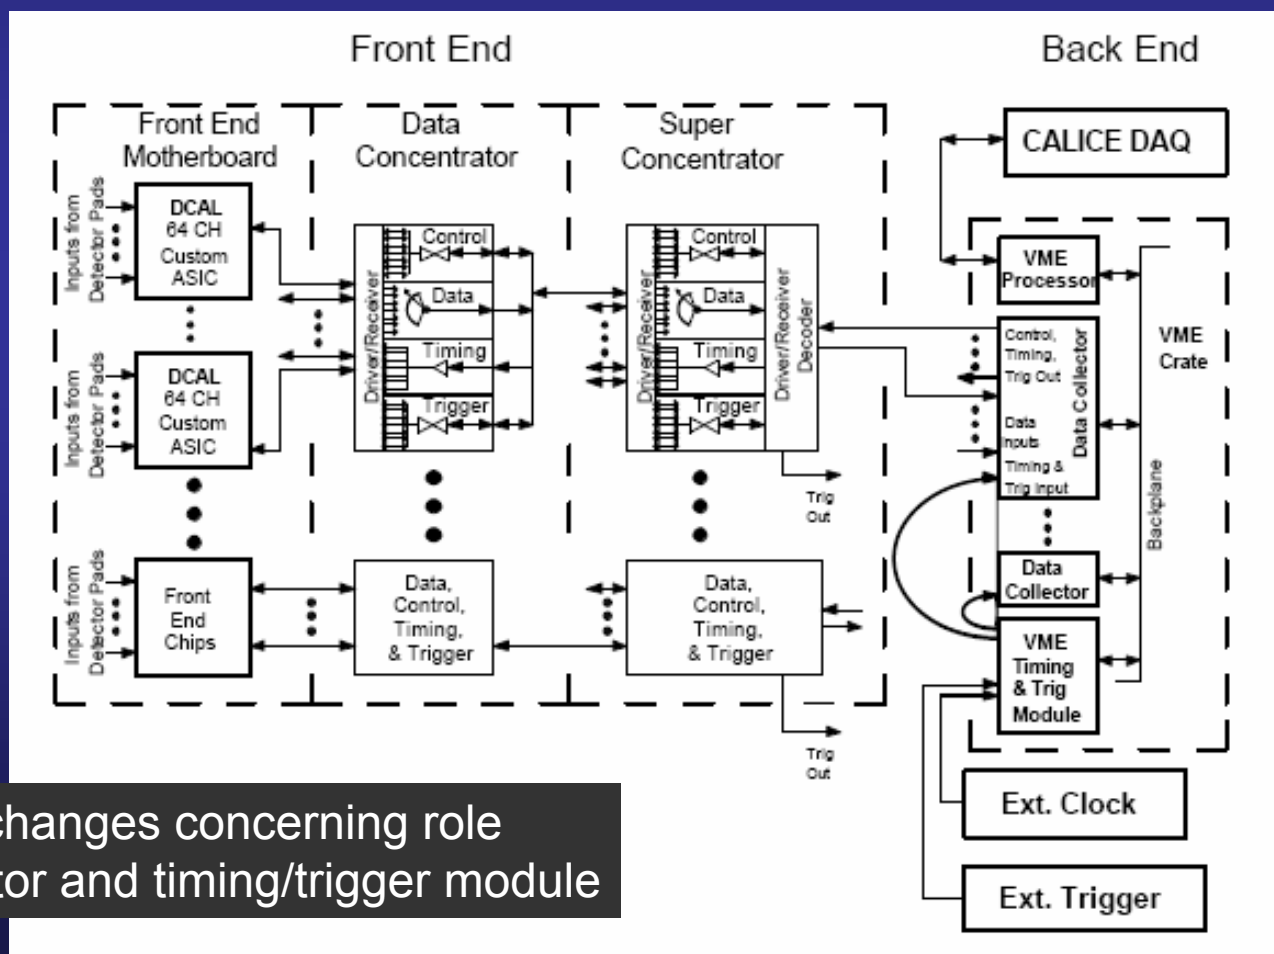 Front End
Back End
Front End
Motherboard
Data
Concentrator
Super
Concentrator
CALICE DAQ
Inputs from
Detector Pads
DCAL
64 CH
Custom
ASIC
Inputs from
Detector Pads
DCAL
64 CH
Custom
ASIC
Inputs from
Detector Pads
Front
End
Chips
Driver/Receiver
Control
Data
Timing
Trigger
Data,
Control,
Timing,
& Trigger
Driver/Receiver
Control
Data
Timing
Trigger
Driver/Receiver
Decoder
Trig
Out
Data,
Control,
Timing,
& Trigger
Trig
Out
VME
Processor
Control,
Timing,
Trig Out
Data
Inputs
Timing &
Trig Input
Data Collector
VME
Crate
Backplane
Data
Collector
VME
Timing
& Trig
Module
Ext. Clock
Ext. Trigger
changes concerning role
tor and timing/trigger module